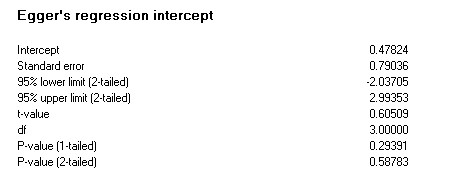 Egger's regression intercept
Intercept 0.47824
Standard error 0.79036
95% lower limit (2-tailed) -2.03705
95% upper limit (2-tailed) 2.99353
t-value 0.60509
df 3.00000
P-value (1-tailed) 0.29391
P-value (2-tailed) 0.58783